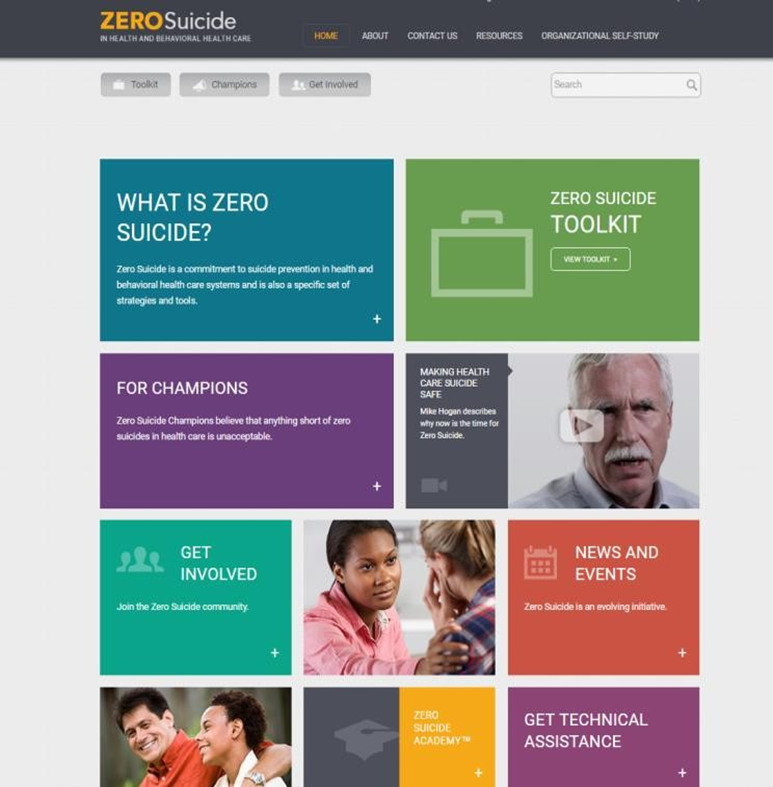 ZEROSuicide
IN HEALTH AND BEHAVIORAL HEALTH CARE
HOME ABOUT CONTACT US RESOURCES ORGANIZATIONAL SELF-STUDY
Toolkit Champions Get Involved Search
WHAT IS ZERO
SUICIDE?
Zero Suicide is a commitment to suicide prevention in health and
behavioral health care systems and is also a specific set of
strategies and tools.
+
ZERO SUICIDE
TOOLKIT
VIEW TOOLKIT +
FOR CHAMPIONS
Zero Suicide Champions believe that anything short of zero
suicides in health care is unacceptable.
+
MAKING HEALTH
CARE SUICIDE
SAFE
Mike Hogan describes
why now is the time for
Zero Suicide.
GET
INVOLVED
Join the Zero Suicide community.
+
NEWS AND
EVENTS
Zero Suicide is an evolving initiative.
+
ZERO
SUICIDE
ACADEMY™
+
GET TECHNICAL
ASSISTANCE
+